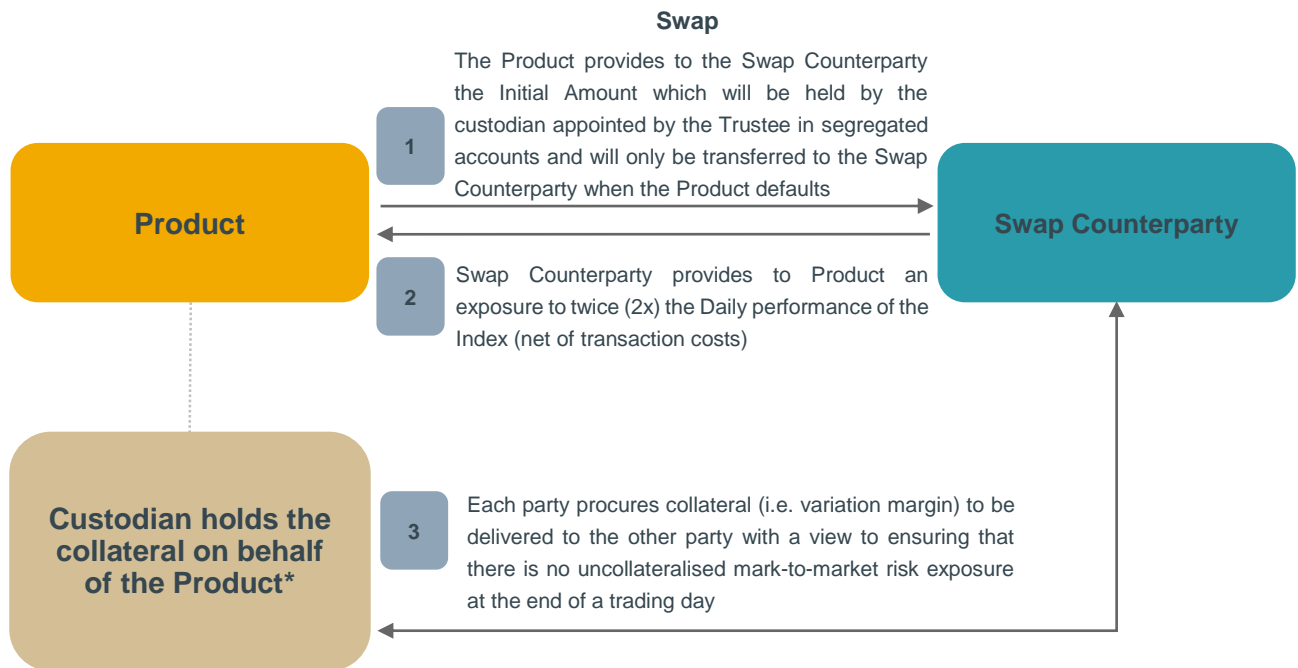 Swap
The Product provides to the Swap Counterparty
the Initial Amount which will be held by the
custodian appointed by the Trustee in segregated
accounts and will only be transferred to the Swap
Counterparty when the Product defaults
1
Product
Swap Counterparty
2
Swap Counterparty provides to Product an
exposure to twice (2x) the Daily performance of the
Index (net of transaction costs)
Custodian holds the
collateral on behalf
of the Product*
3
Each party procures collateral (i.e. variation margin) to be
delivered to the other party with a view to ensuring that
there is no uncollateralised mark-to-market risk exposure
at the end of a trading day